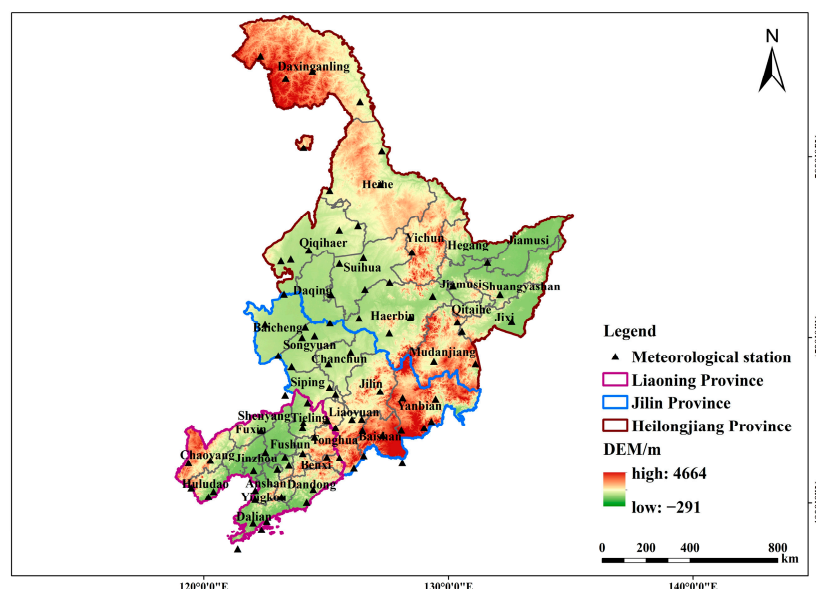 N
Daxinganling
Heihe
Yichun
Hegang
Jiamusi
Qiqihaer
Suihua
Daqing
Jiamusi
Shuangyashan
Qitaihe
Haerbin
Jixi
Baicheng
Songyuan
Chanchun
Mudanjiang
Siping
Jilin
Yanbian
Liaoyuan
Shenyang
Tieling
Fuxin
Fushun
Tonghua
Baishan
Chaoyang
Jinzhou
Benxi
Huludao
Anshan
Yingkou
Dandong
Dalian
Legend
Meteorological station
Liaoning Province
Jilin Province
Heilongjiang Province
DEM/m
high: 4664
low: −291
0 200 400 800
km
120°0'0"E 130°0'0"E 140°0'0"E